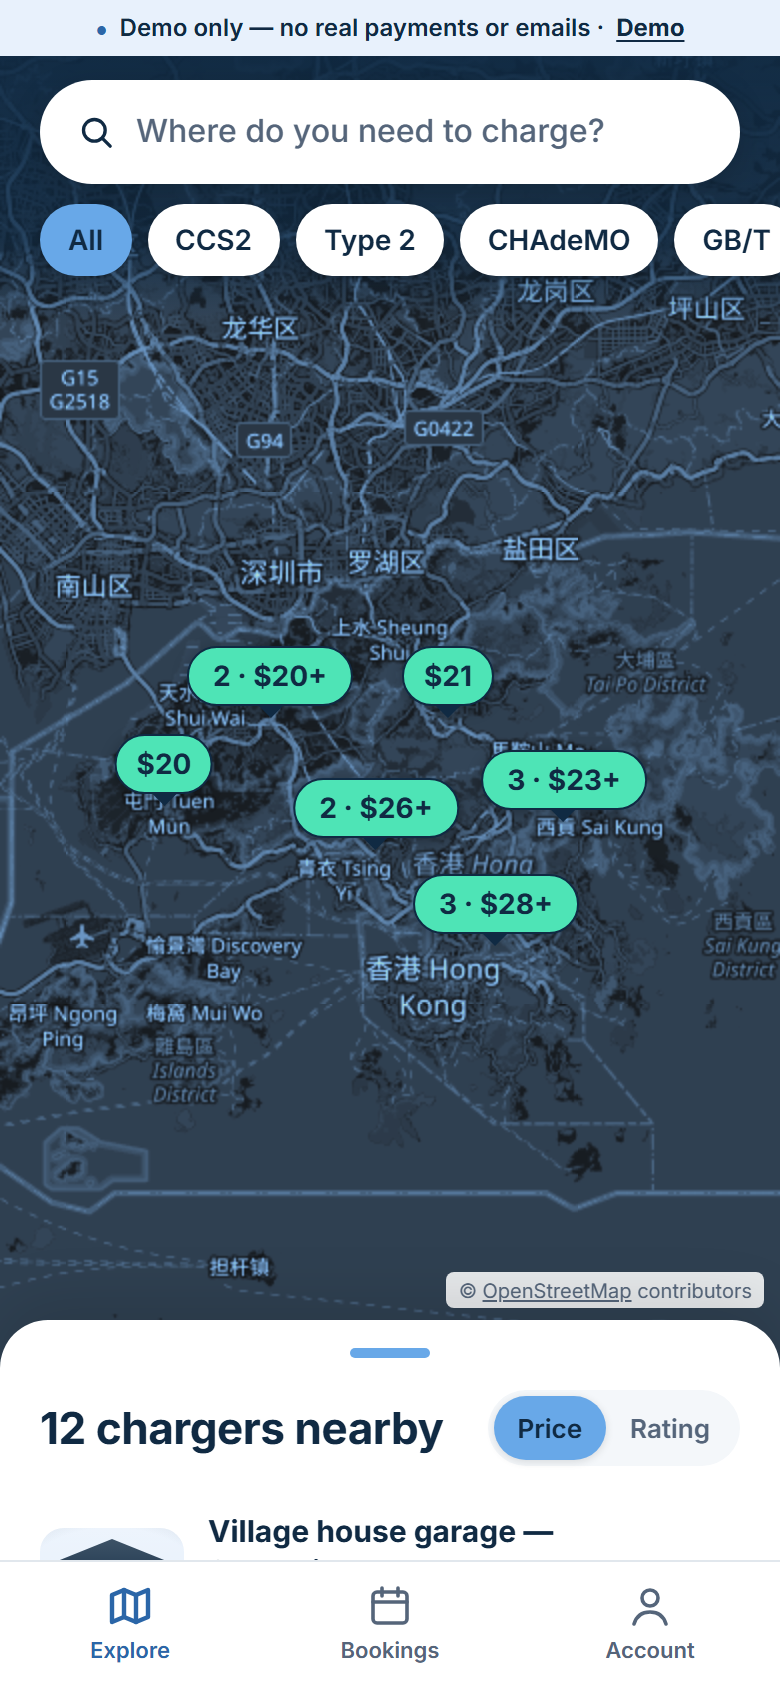 Demo only — no real payments or emails · Demo
Where do you need to charge?
All
CCS2
Type 2
CHAdeMO
GB/T
龙岗区
坪山区
龙华区
G15
G2518
G94
G0422
大
盐田区
罗湖区
深圳市
南山区
上水 Sheung
Shui
大埔區
Tai Po District
2 · $20+
$21
天水
Shui Wai
$20
3 · $23+
屯門 Tuen
Mun
2 · $26+
西貢 Sai Kung
青衣 Tsing
Yi
香港 Hong
3 · $28+
西貢區
Sai Kung
District
愉景灣 Discovery
Bay
香港 Hong
Kong
昂坪 Ngong
Ping
梅窩 Mui Wo
離島區
Islands
District
担杆镇
© OpenStreetMap contributors
12 chargers nearby
Price
Rating
Village house garage —
Explore
Bookings
Account